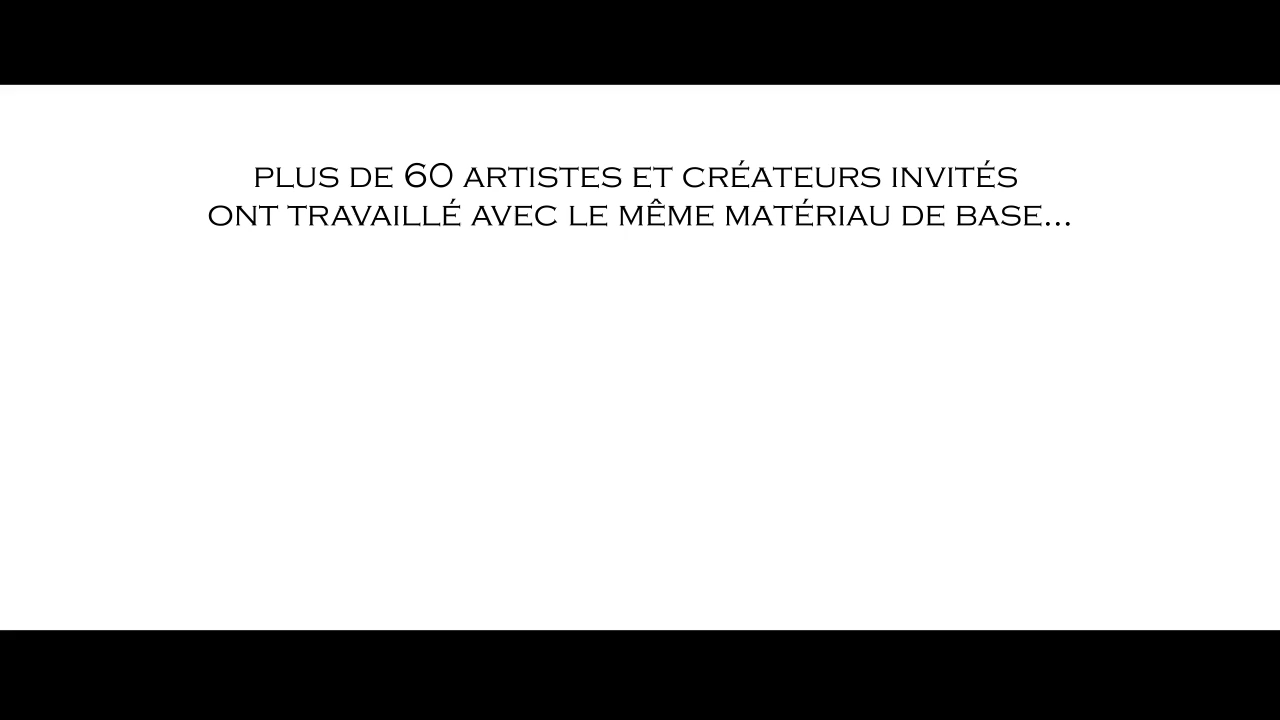 PLUS DE 60 ARTISTES ET CRÉATEURS INVITÉS
ONT TRAVAILLÉ AVEC LE MÊME MATÉRIAU DE BASE...